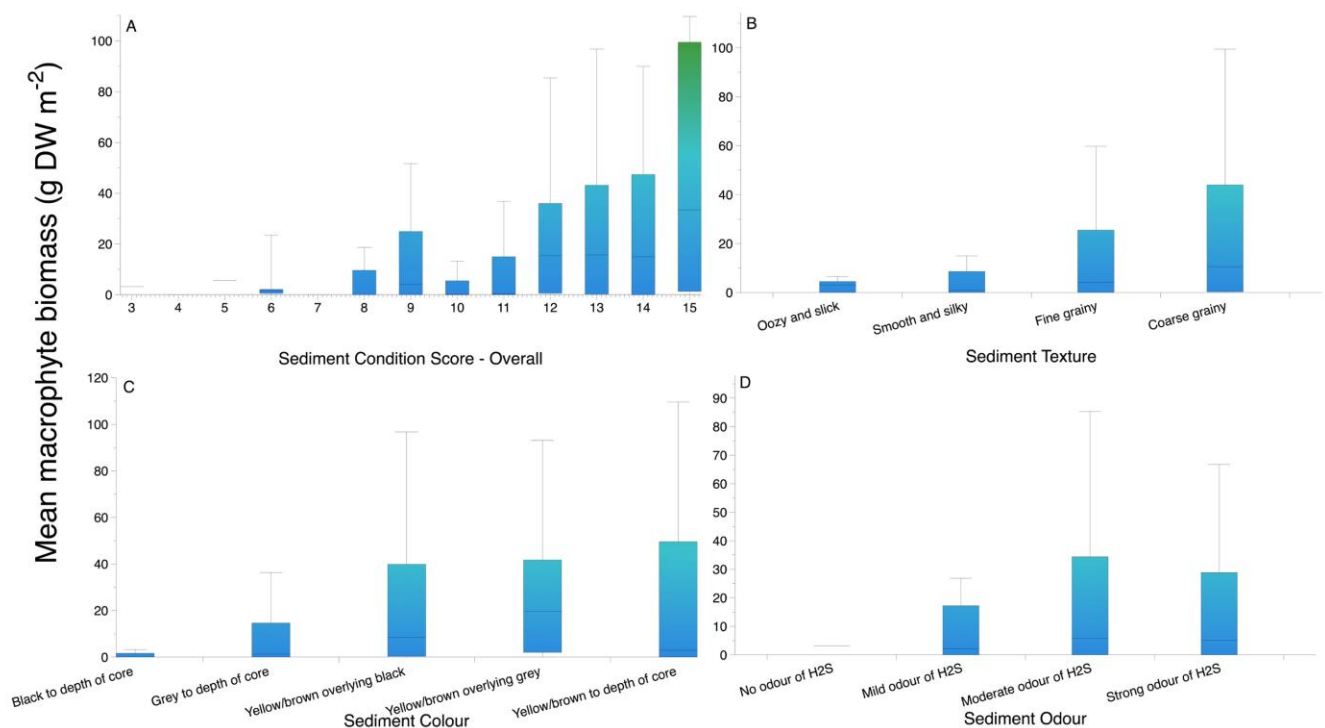 Mean macrophyte biomass (g DW m-2)
A
100
80
60
40
20
0
3 4 5 6 7 8 9 10 11 12 13 14 15
Sediment Condition Score - Overall
B
100
80
60
40
20
0
Oozy and slick
Smooth and silky
Fine grainy
Coarse grainy
Sediment Texture
C
120
100
80
60
40
20
0
Black to depth of core
Grey to depth of core
Yellow/brown overlying black
Yellow/brown overlying grey
Yellow/brown to depth of core
Sediment Colour
D
90
80
70
60
50
40
30
20
10
0
No odour of H2S
Mild odour of H2S
Moderate odour of H2S
Strong odour of H2S
Sediment Odour